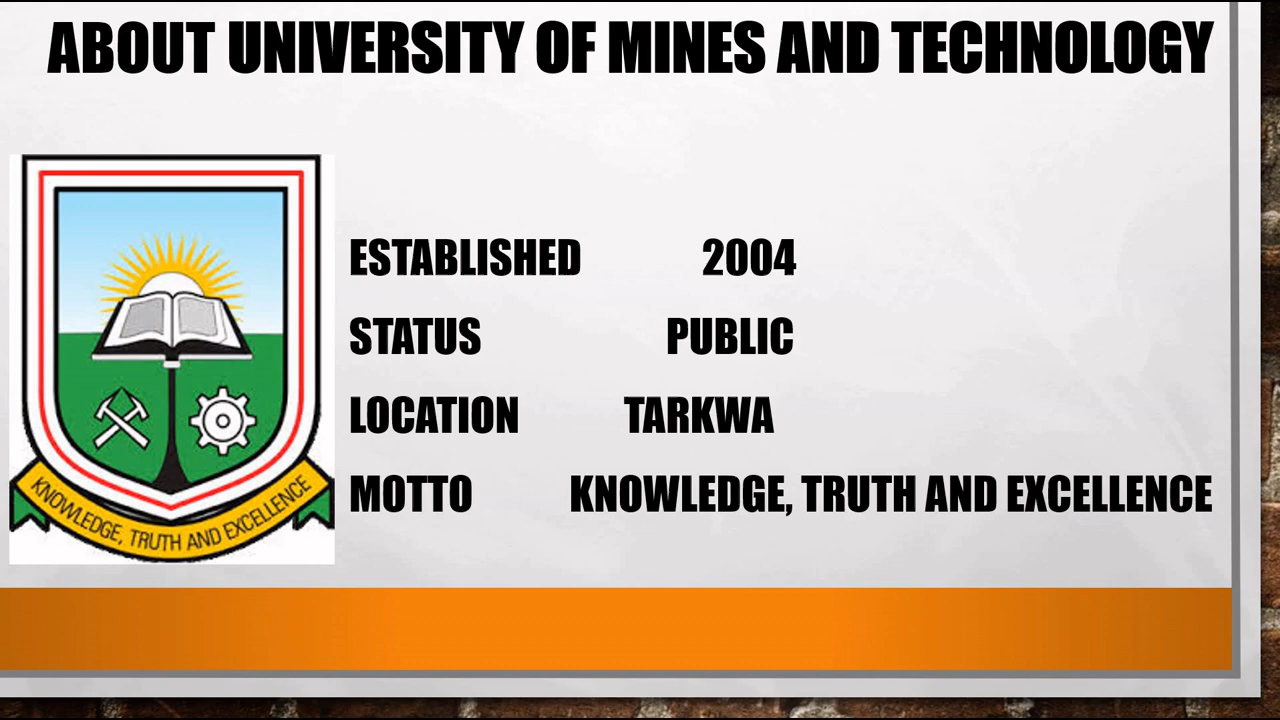 ABOUT UNIVERSITY OF MINES AND TECHNOLOGY
ESTABLISHED 2004
STATUS PUBLIC
LOCATION TARKWA
MOTTO KNOWLEDGE, TRUTH AND EXCELLENCE
KNOWLEDGE, TRUTH AND EXCELLENCE